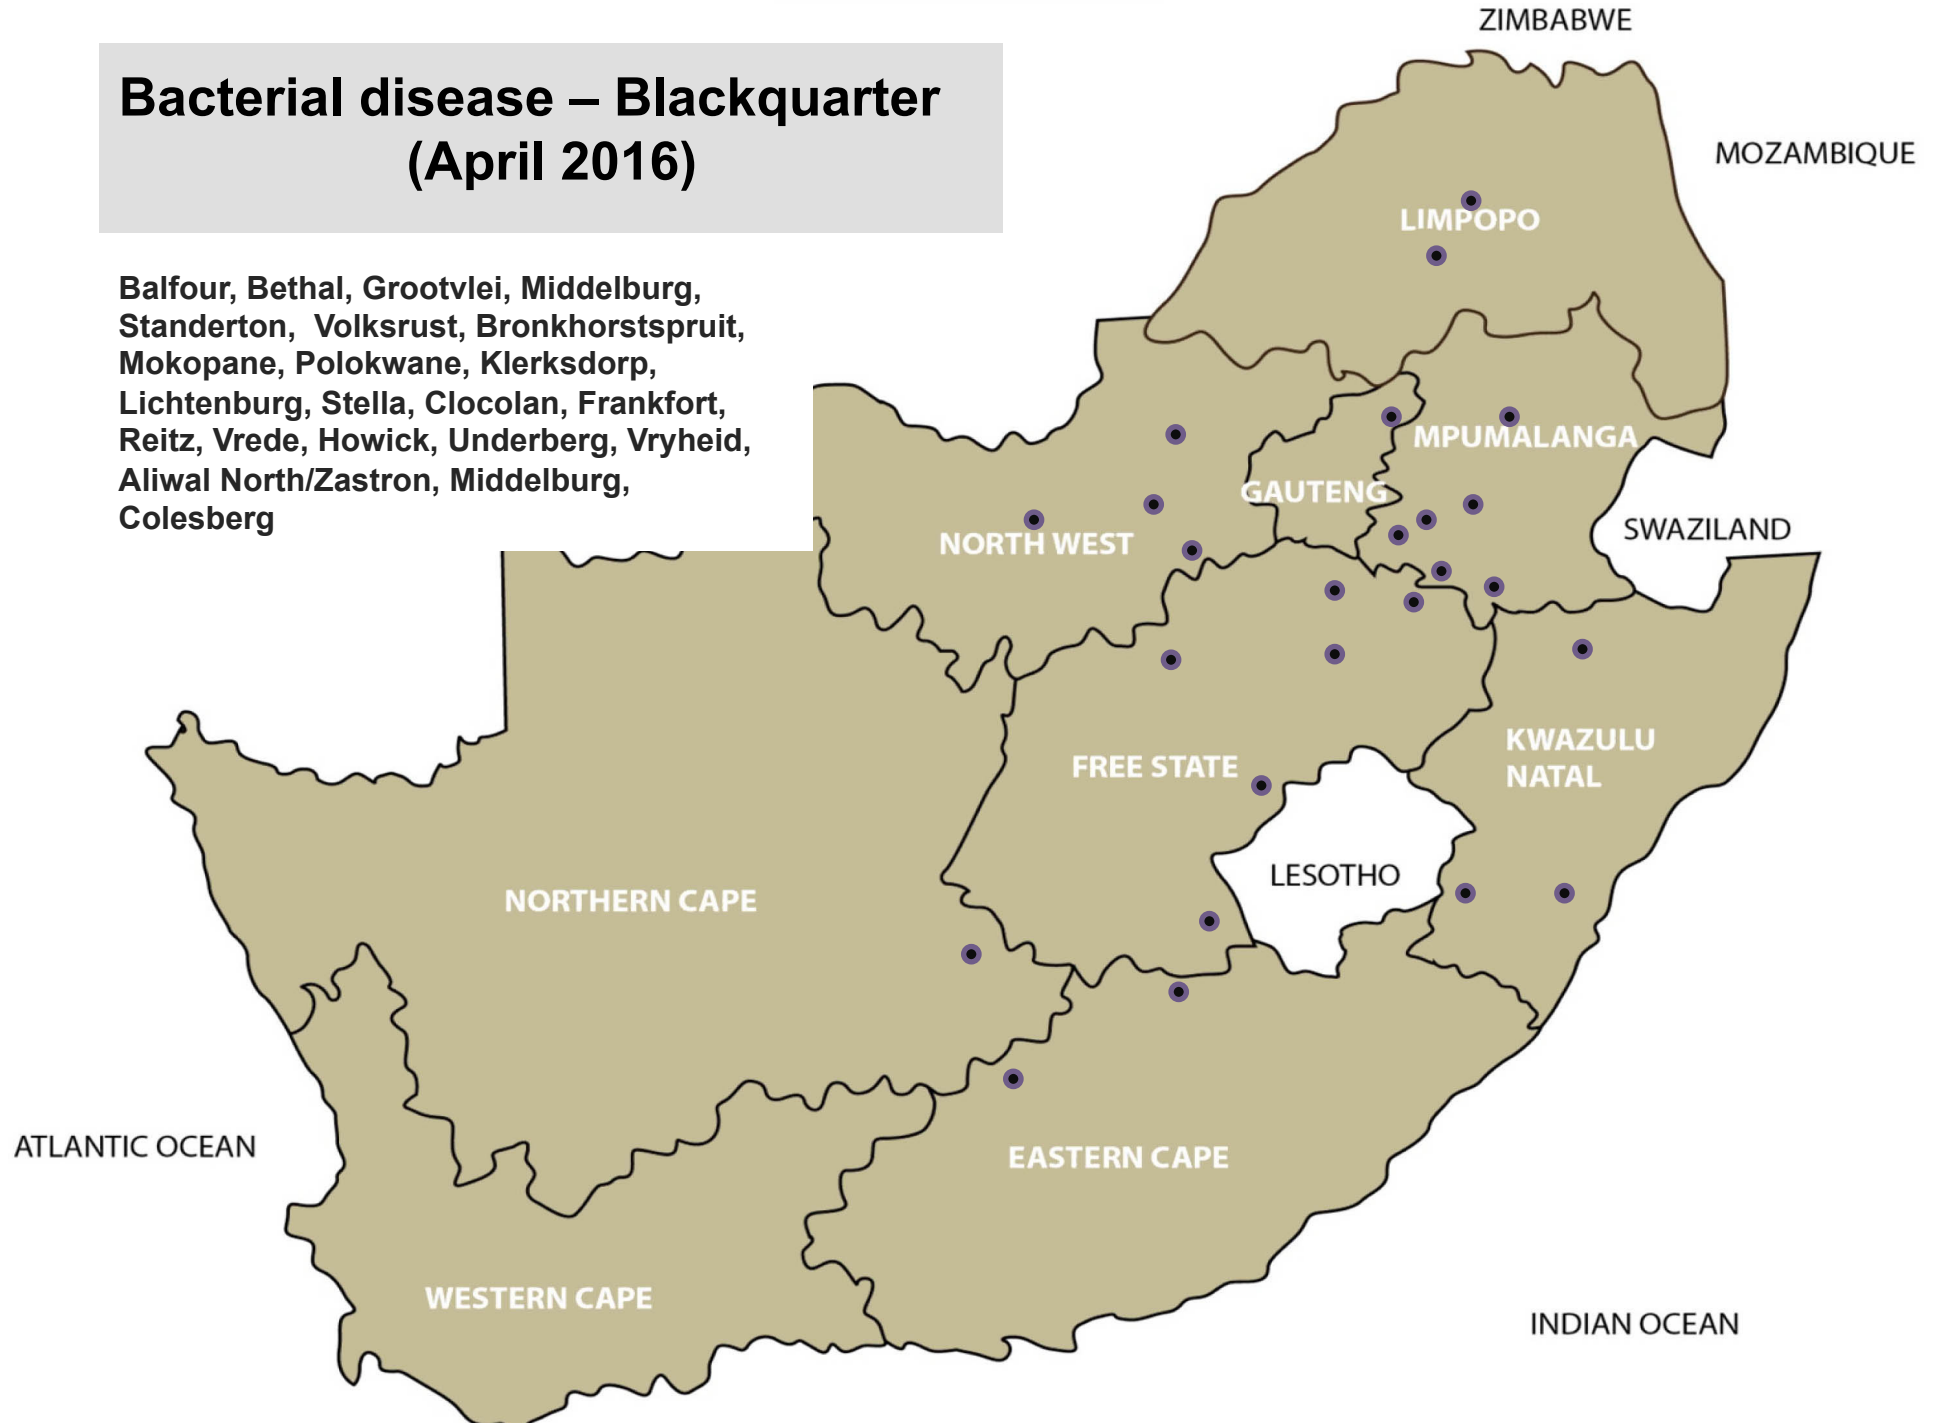 Bacterial disease – Blackquarter
(April 2016)
Balfour, Bethal, Grootvlei, Middelburg,
Standerton, Volksrust, Bronkhorstspruit,
Mokopane, Polokwane, Klerksdorp,
Lichtenburg, Stella, Clocolan, Frankfort,
Reitz, Vrede, Howick, Underberg, Vryheid,
Aliwal North/Zastron, Middelburg,
Colesberg
ZIMBABWE
MOZAMBIQUE
LIMPOPO
MPUMALANGA
GAUTENG
SWAZILAND
NORTH WEST
KWAZULU
NATAL
FREE STATE
LESOTHO
NORTHERN CAPE
ATLANTIC OCEAN
EASTERN CAPE
WESTERN CAPE
INDIAN OCEAN